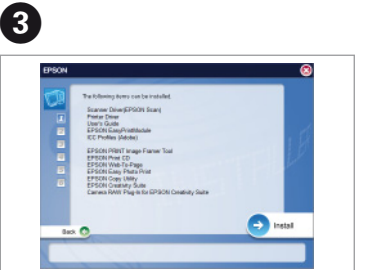 3
EPSON
The following items can be installed.
Scanner Driver(EPSON Scan)
Printer Driver
User's Guide
EPSON EasyPrintModule
ICC Profiles (Adobe)
EPSON PRINT Image Framer Tool
EPSON Print CD
EPSON Web-To-Page
EPSON Easy Photo Print
EPSON Copy Utility
EPSON Creativity Suite
Camera RAW Plug-In for EPSON Creativity Suite
Install
Back